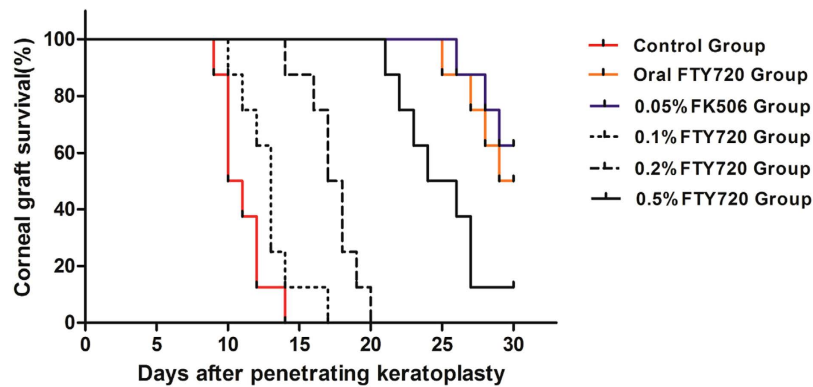 Corneal graft survival(%)
100
80
60
40
20
0
0 5 10 15 20 25 30
Days after penetrating keratoplasty
Control Group
Oral FTY720 Group
0.05%FK506 Group
0.1%FTY720 Group
0.2%FTY720 Group
0.5%FTY720 Group